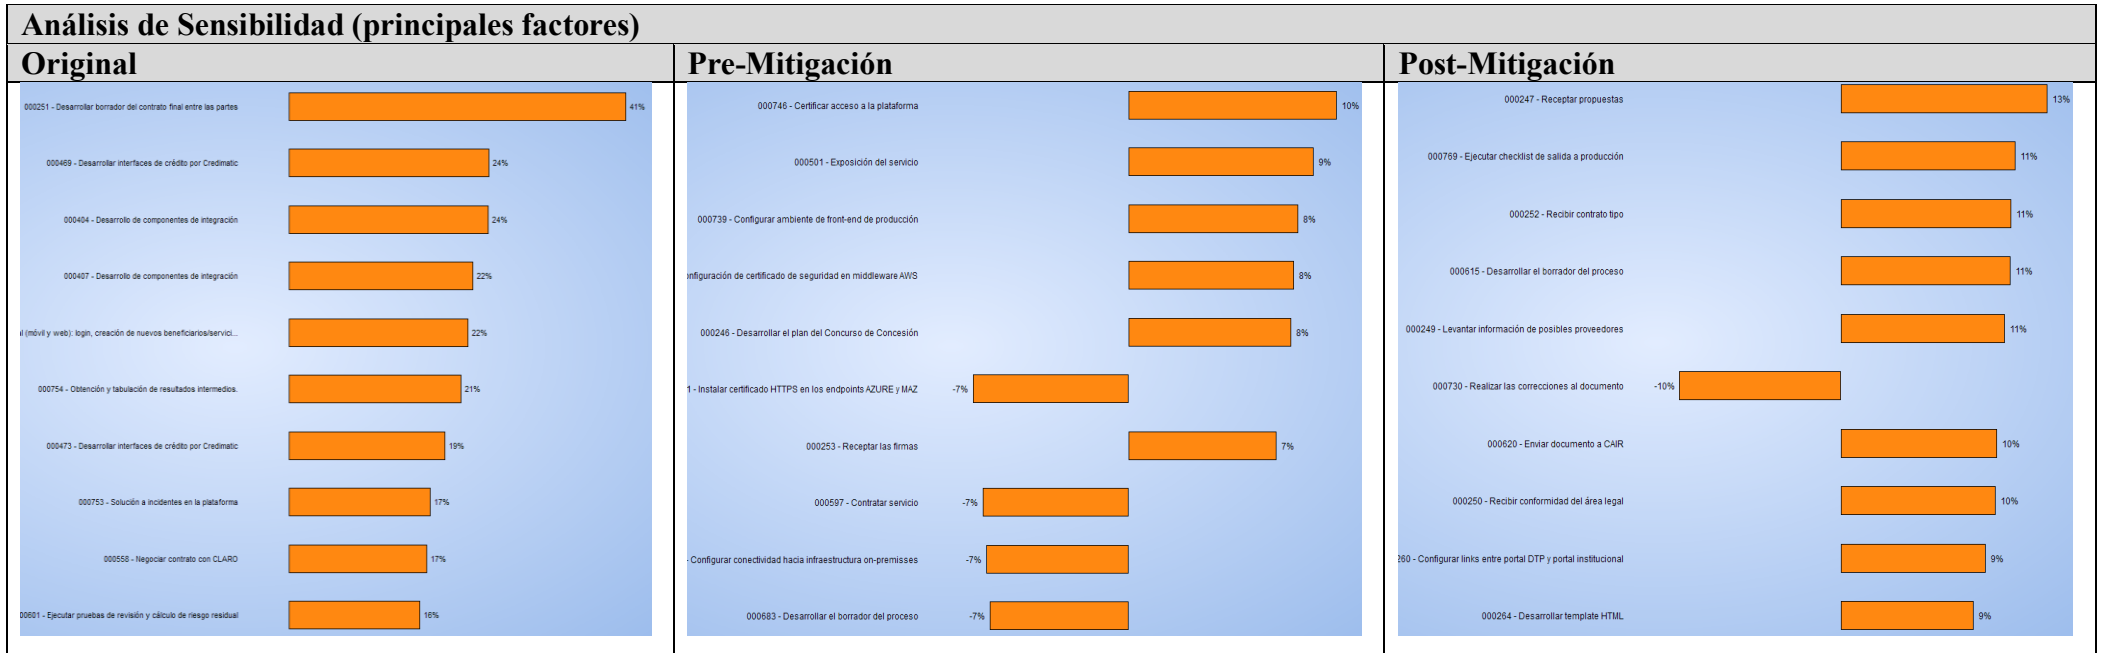 Análisis de Sensibilidad (principales factores)
Original
000251 - Desarrollar borrador del contrato final entre las partes
41%
000469 - Desarrollar interfaces de crédito por Credimatic
24%
000404 - Desarrollo de componentes de integración
24%
000407 - Desarrollo de componentes de integración
22%
(móvil y web): login, creación de nuevos beneficiarios/servici...
22%
000754 - Obtención y tabulación de resultados intermedios.
21%
000473 - Desarrollar interfaces de crédito por Credimatic
19%
000753 - Solución a incidentes en la plataforma
17%
000558 - Negociar contrato con CLARO
17%
00601 - Ejecutar pruebas de revisión y cálculo de riesgo residual
16%
Pre-Mitigación
000746 - Certificar acceso a la plataforma
10%
000501 - Exposición del servicio
9%
000739 - Configurar ambiente de front-end de producción
8%
onfiguración de certificado de seguridad en middleware AWS
8%
000246 - Desarrollar el plan del Concurso de Concesión
8%
1 - Instalar certificado HTTPS en los endpoints AZURE y MAZ
-7%
000253 - Receptar las firmas
7%
000597 - Contratar servicio
-7%
- Configurar conectividad hacia infraestructura on-premisses
-7%
000683 - Desarrollar el borrador del proceso
-7%
Post-Mitigación
000247 - Receptar propuestas
13%
000769 - Ejecutar checklist de salida a producción
11%
000252 - Recibir contrato tipo
11%
000615 - Desarrollar el borrador del proceso
11%
000249 - Levantar información de posibles proveedores
11%
000730 - Realizar las correcciones al documento
-10%
000620 - Enviar documento a CAIR
10%
000250 - Recibir conformidad del área legal
10%
260 - Configurar links entre portal DTP y portal institucional
9%
000264 - Desarrollar template HTML
9%